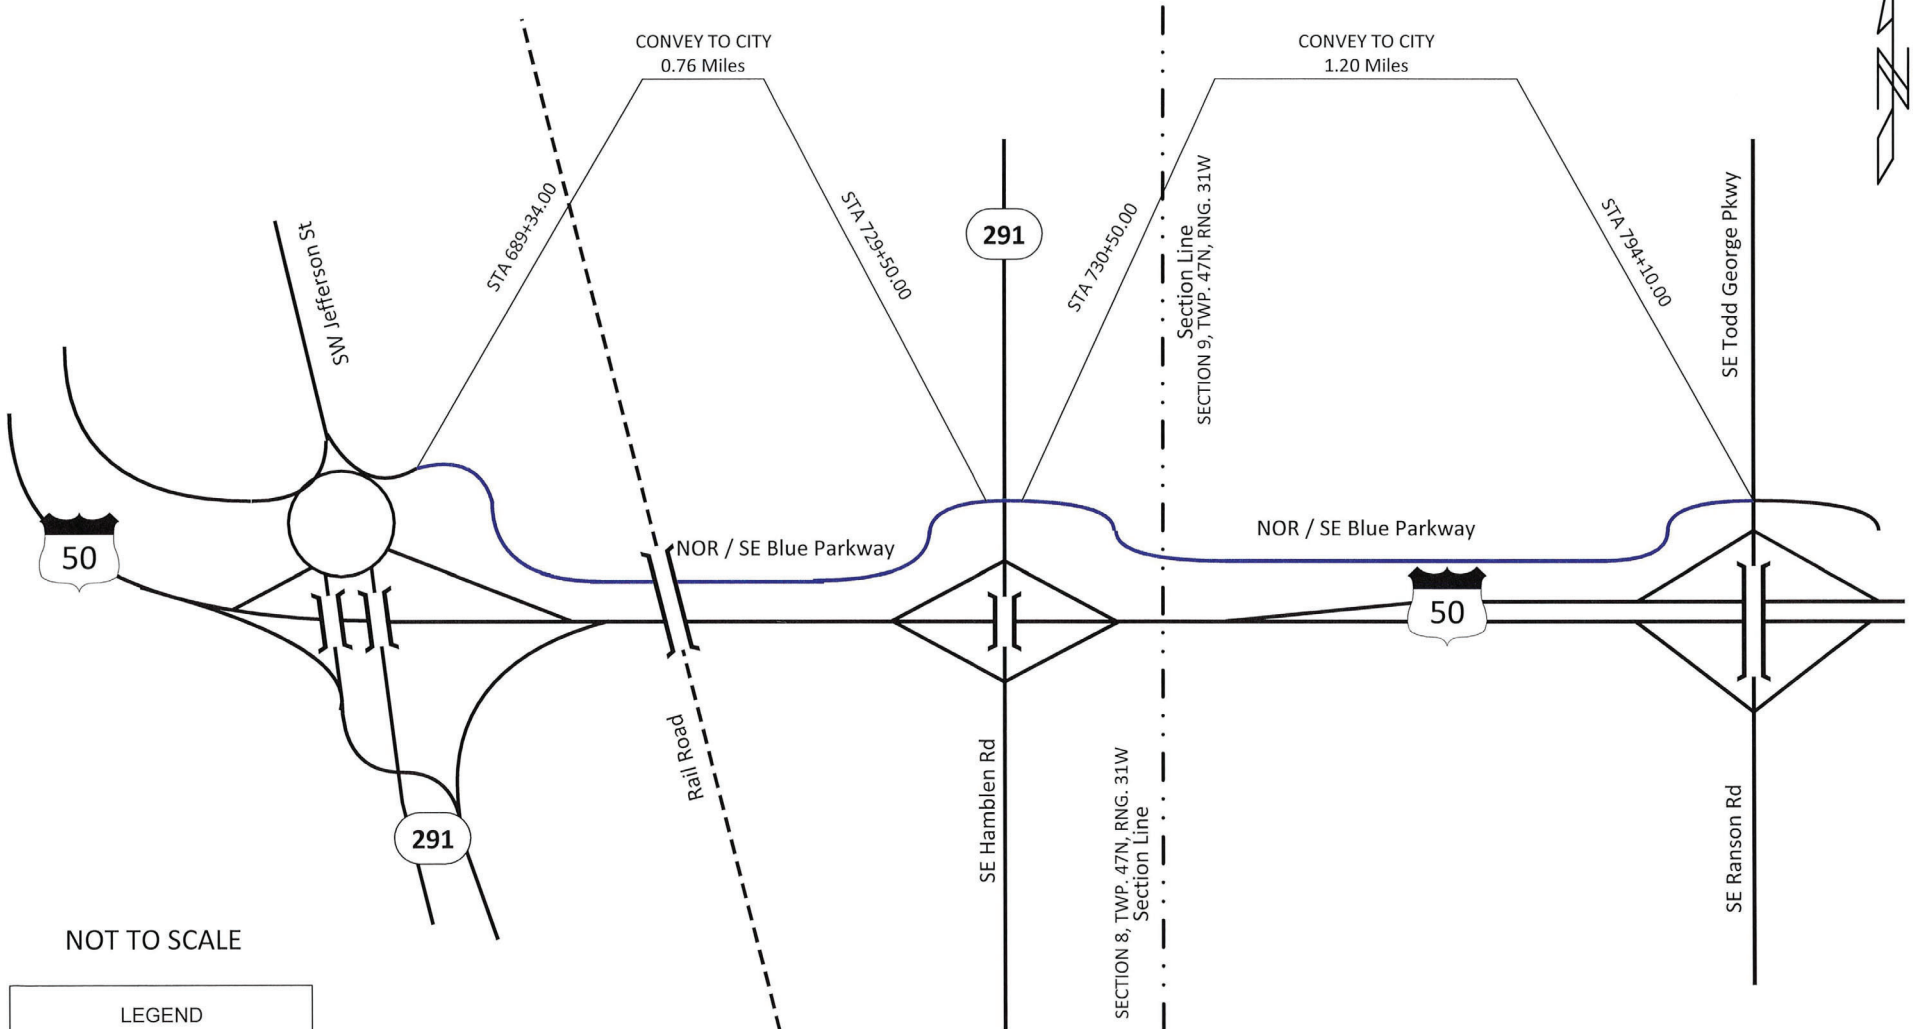 CONVEY TO CITY
0.76 Miles
CONVEY TO CITY
1.20 Miles
N
STA 689+34.00
STA 729+50.00
STA 730+50.00
STA 794+10.00
SW Jefferson St
291
Section Line
SECTION 9, TWP. 47N, RNG. 31W
SE Todd George Pkwy
50
NOR / SE Blue Parkway
NOR / SE Blue Parkway
50
Rail Road
SE Hamblen Rd
SECTION 8, TWP. 47N, RNG. 31W
Section Line
SE Ranson Rd
291
NOT TO SCALE
LEGEND